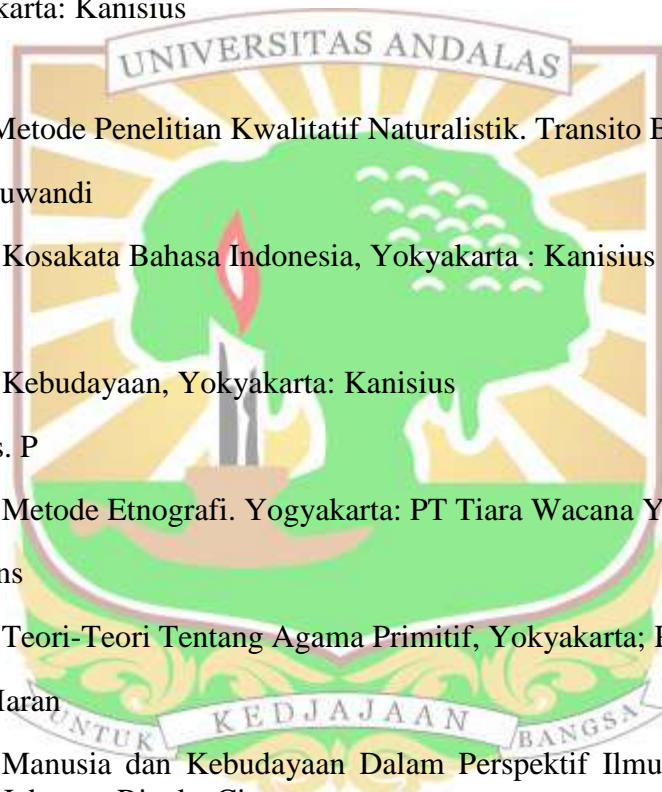 karta: Kanisius
UNIVERSITAS ANDALAS
Metode Penelitian Kwalitatif Naturalistik. Transito B
uwandi
Kosakata Bahasa Indonesia, Yokyakarta : Kanisius
Kebudayaan, Yokyakarta: Kanisius
s. P
Metode Etnografi. Yogyakarta: PT Tiara Wacana Y
ns
Teori-Teori Tentang Agama Primitif, Yokyakarta;
Maran
UNTUK KEDJAJAAN BANGSA
Manusia dan Kebudayaan Dalam Perspektif Ilmu